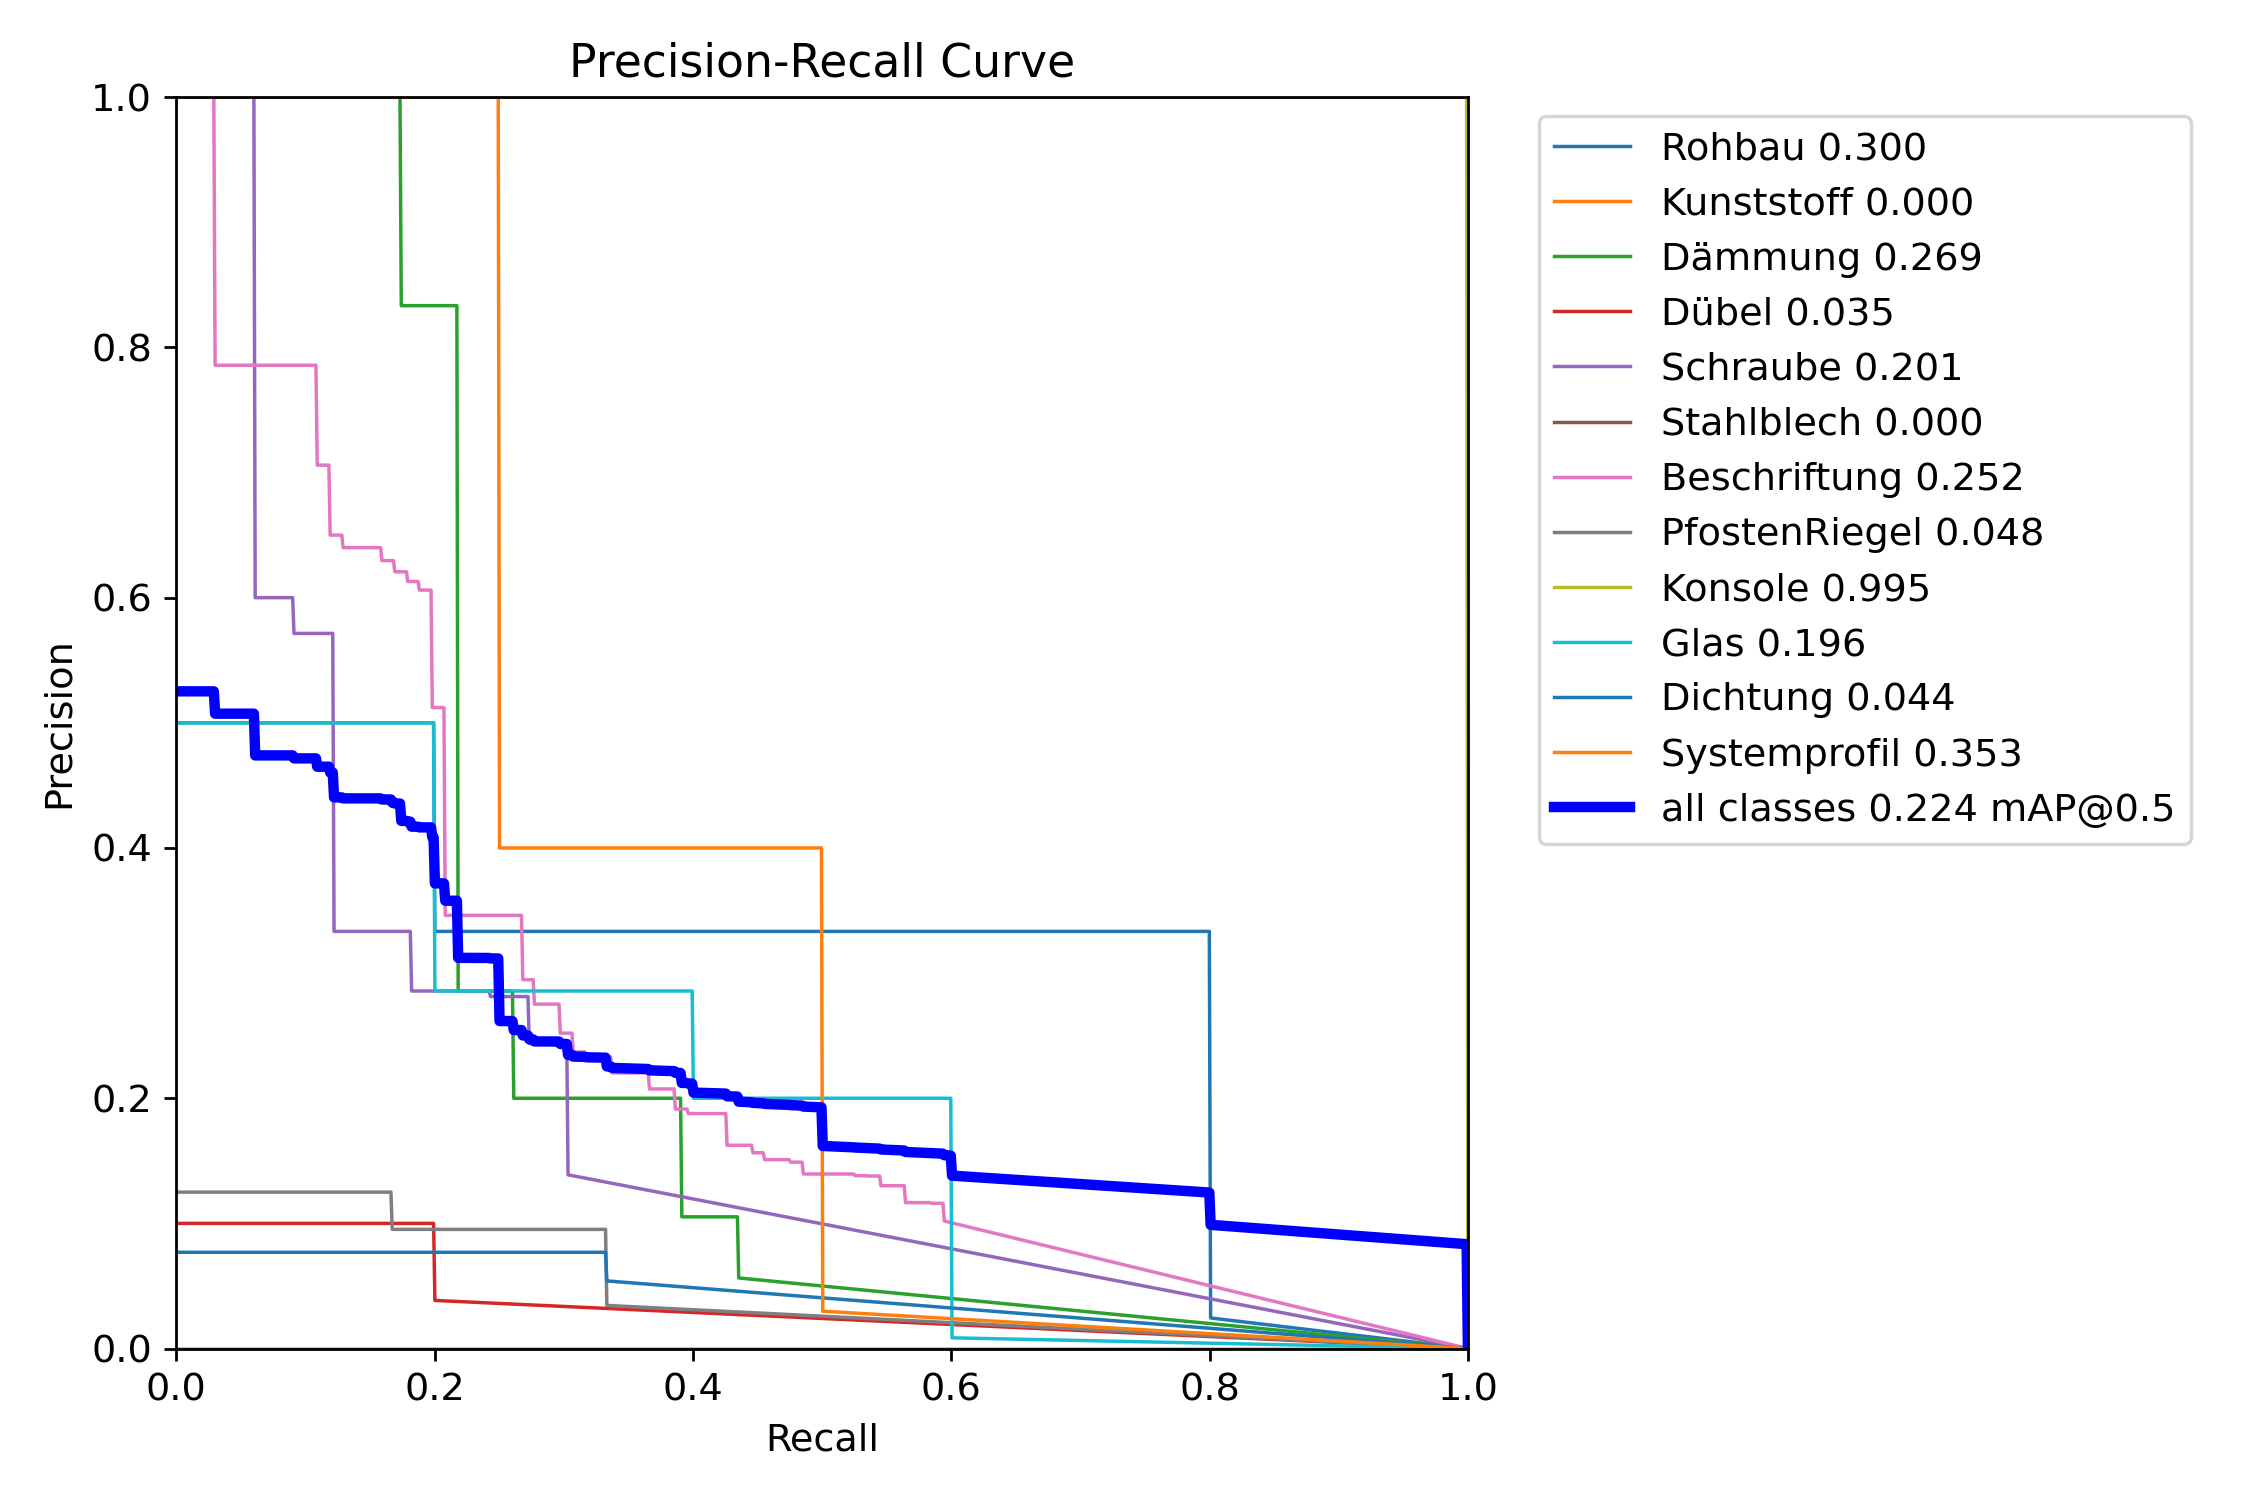 Precision-Recall Curve
1.0
0.8
0.6
0.4
0.2
0.0
Precision
0.0 0.2 0.4 0.6 0.8 1.0
Recall
Rohbau 0.300
Kunststoff 0.000
Dämmung 0.269
Dübel 0.035
Schraube 0.201
Stahlblech 0.000
Beschriftung 0.252
PfostenRiegel 0.048
Konsole 0.995
Glas 0.196
Dichtung 0.044
Systemprofil 0.353
all classes 0.224 mAP@0.5